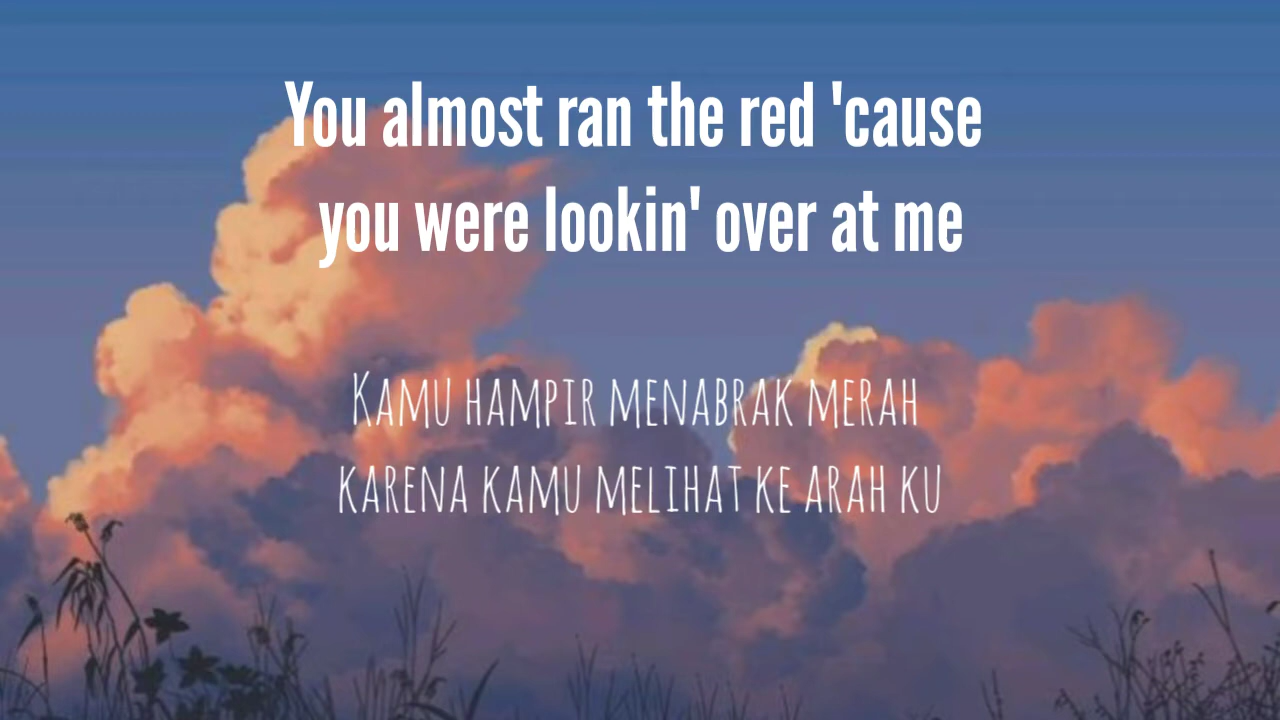 You almost ran the red 'cause
you were lookin' over at me
Kamu hampir menabrak merah
karena kamu melihat ke arah ku